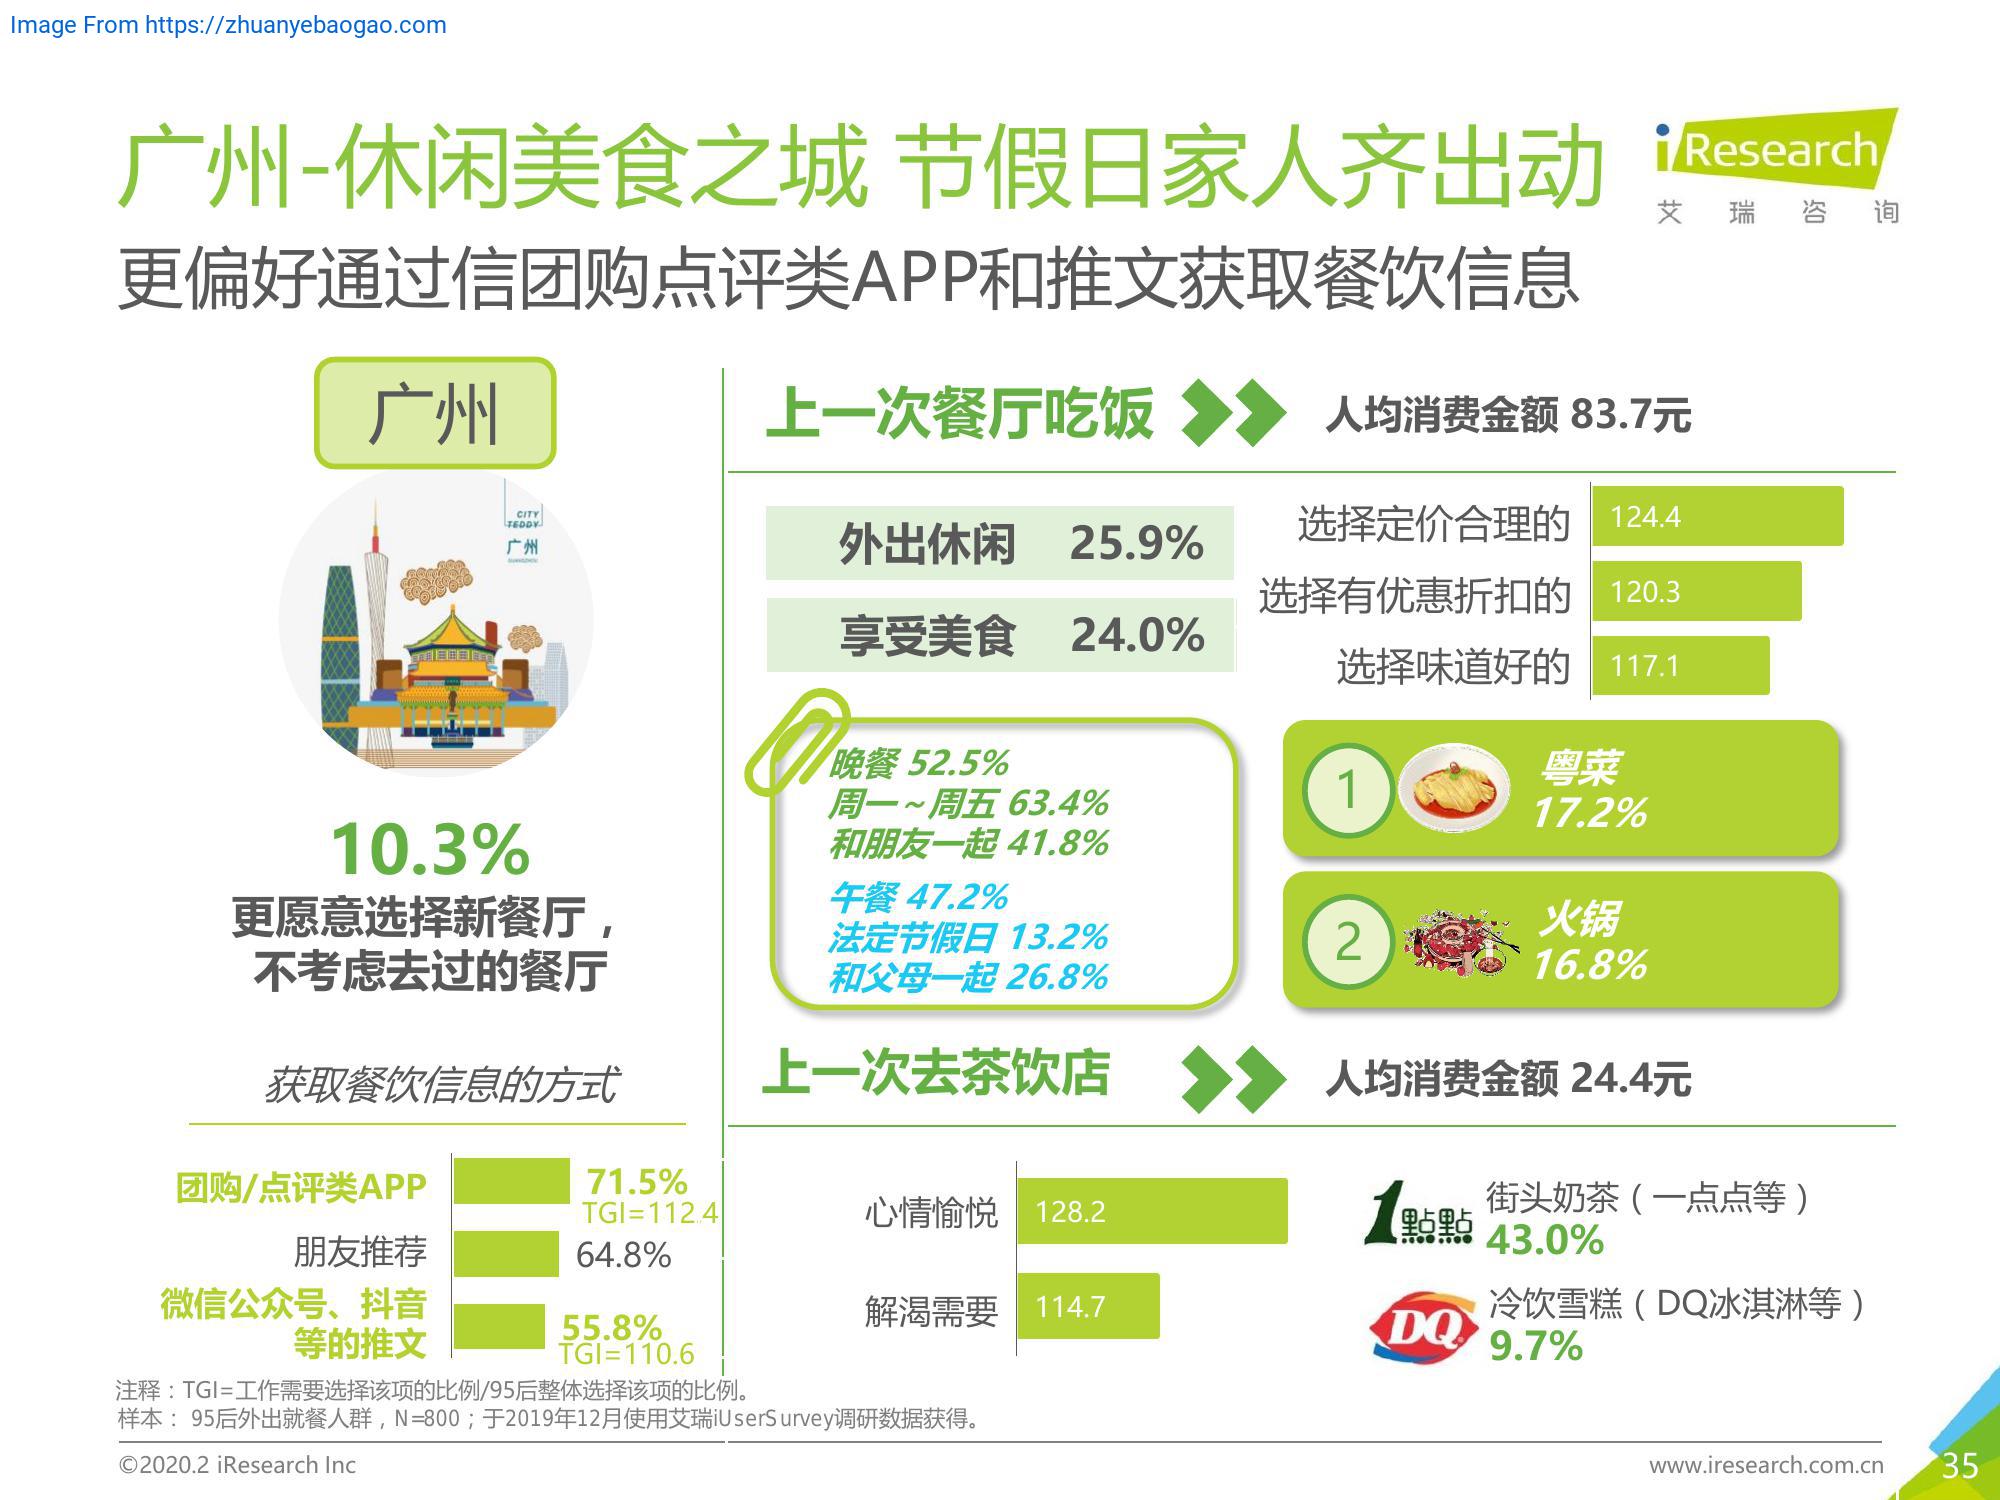 Image From https://zhuanyebaogao.com
广州-休闲美食之城 节假日家人齐出动
iResearch
艾瑞咨询
更偏好通过信团购点评类APP和推文获取餐饮信息
广州
CITY
TEDDY
广州
GUANGZHOU
10.3%
更愿意选择新餐厅，
不考虑去过的餐厅
获取餐饮信息的方式
团购/点评类APP
71.5%
TGI=112.4
朋友推荐
64.8%
微信公众号、抖音
等的推文
55.8%
TGI=110.6
上一次餐厅吃饭
人均消费金额 83.7元
外出休闲 25.9%
享受美食 24.0%
选择定价合理的 124.4
选择有优惠折扣的 120.3
选择味道好的 117.1
晚餐 52.5%
周一～周五 63.4%
和朋友一起 41.8%
午餐 47.2%
法定节假日 13.2%
和父母一起 26.8%
1
粤菜
17.2%
2
火锅
16.8%
上一次去茶饮店
人均消费金额 24.4元
心情愉悦 128.2
解渴需要 114.7
1點點
街头奶茶（一点点等）
43.0%
DQ
冷饮雪糕（DQ冰淇淋等）
9.7%
注释：TGI=工作需要选择该项的比例/95后整体选择该项的比例。
样本： 95后外出就餐人群，N=800；于2019年12月使用艾瑞iUserSurvey调研数据获得。
©2020.2 iResearch Inc
www.iresearch.com.cn
35